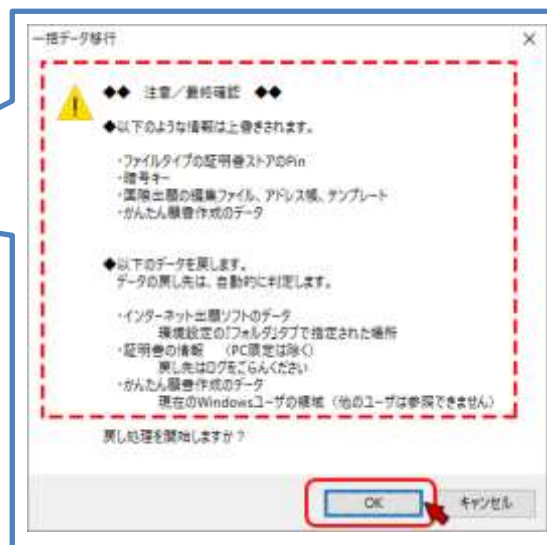 一括データ移行
◆◆ 注意／最終確認 ◆◆
◆以下のような情報は上書きされます。
・ファイルタイプの証明書ストアのPin
・暗号キー
・国際出願の編集ファイル、アドレス帳、テンプレート
・かんたん願書作成のデータ
◆以下のデータを戻します。
データの戻し先は、自動的に判定します。
・インターネット出願ソフトのデータ
環境設定の「フォルダ」タブで指定された場所
・証明書の情報 （PC限定は除く）
戻し先はログをごらんください
・かんたん願書作成のデータ
現在のWindowsユーザの領域（他のユーザは参照できません）
戻し処理を開始しますか？
OK
キャンセル